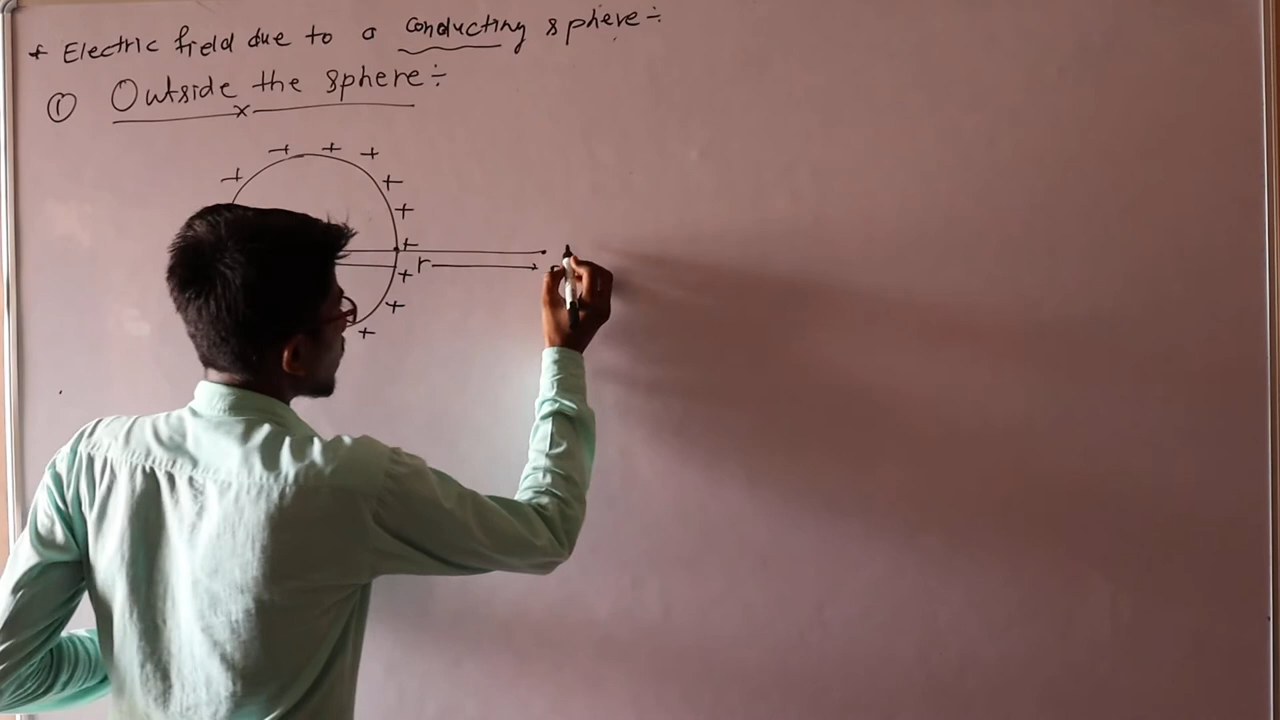 * Electric field due to a conducting sphere÷
① Outside the sphere÷
+ + + + + + + + + + +
r